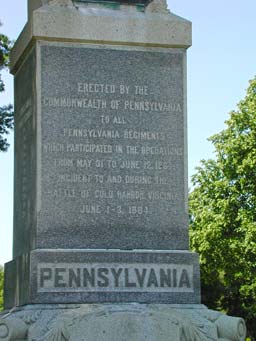 ERECTED BY THE
COMMONWEALTH OF PENNSYLVANIA
TO ALL
PENNSYLVANIA REGIMENTS
WHICH PARTICIPATED IN THE OPERATIONS
FROM MAY 31 TO JUNE 12, 1864
INCIDENT TO AND DURING THE
BATTLE OF COLD HARBOR VIRGINIA
JUNE 1-3, 1864
PENNSYLVANIA